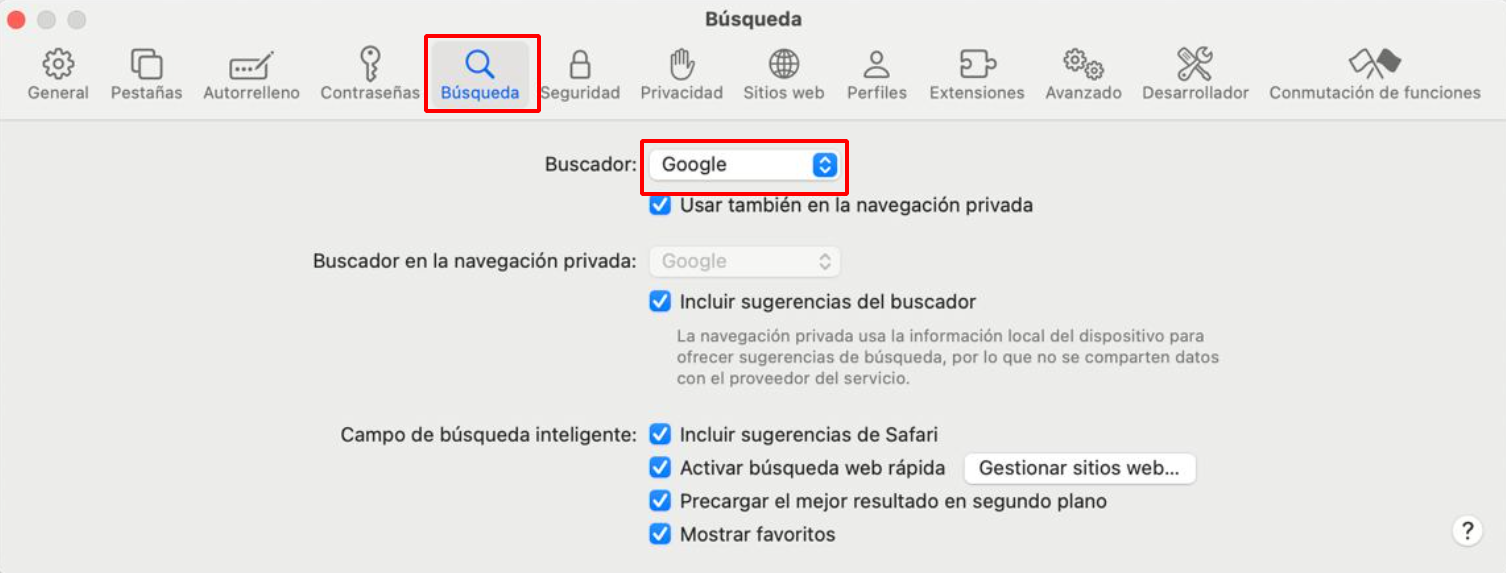 Búsqueda
General Pestañas Autorrelleno Contraseñas Búsqueda Seguridad Privacidad Sitios web Perfiles Extensiones Avanzado Desarrollador Conmutación de funciones
Buscador: Google
Usar también en la navegación privada
Buscador en la navegación privada: Google
Incluir sugerencias del buscador
La navegación privada usa la información local del dispositivo para
ofrecer sugerencias de búsqueda, por lo que no se comparten datos
con el proveedor del servicio.
Campo de búsqueda inteligente: Incluir sugerencias de Safari
Activar búsqueda web rápida Gestionar sitios web...
Precargar el mejor resultado en segundo plano
Mostrar favoritos
?